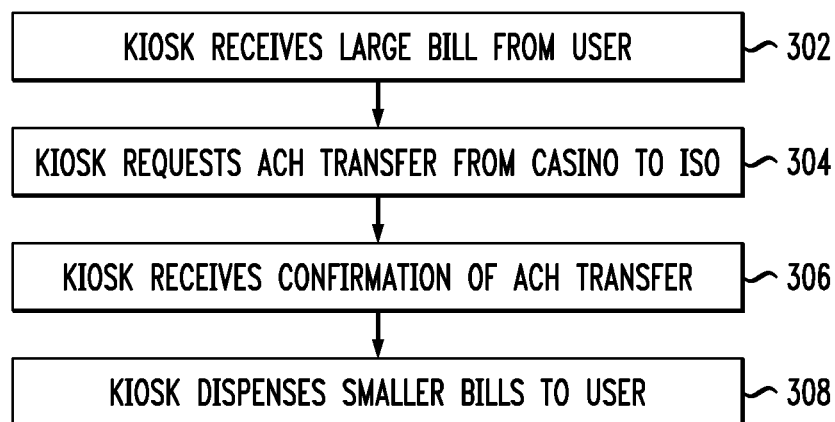 KIOSK RECEIVES LARGE BILL FROM USER 302
KIOSK REQUESTS ACH TRANSFER FROM CASINO TO ISO 304
KIOSK RECEIVES CONFIRMATION OF ACH TRANSFER 306
KIOSK DISPENSES SMALLER BILLS TO USER 308